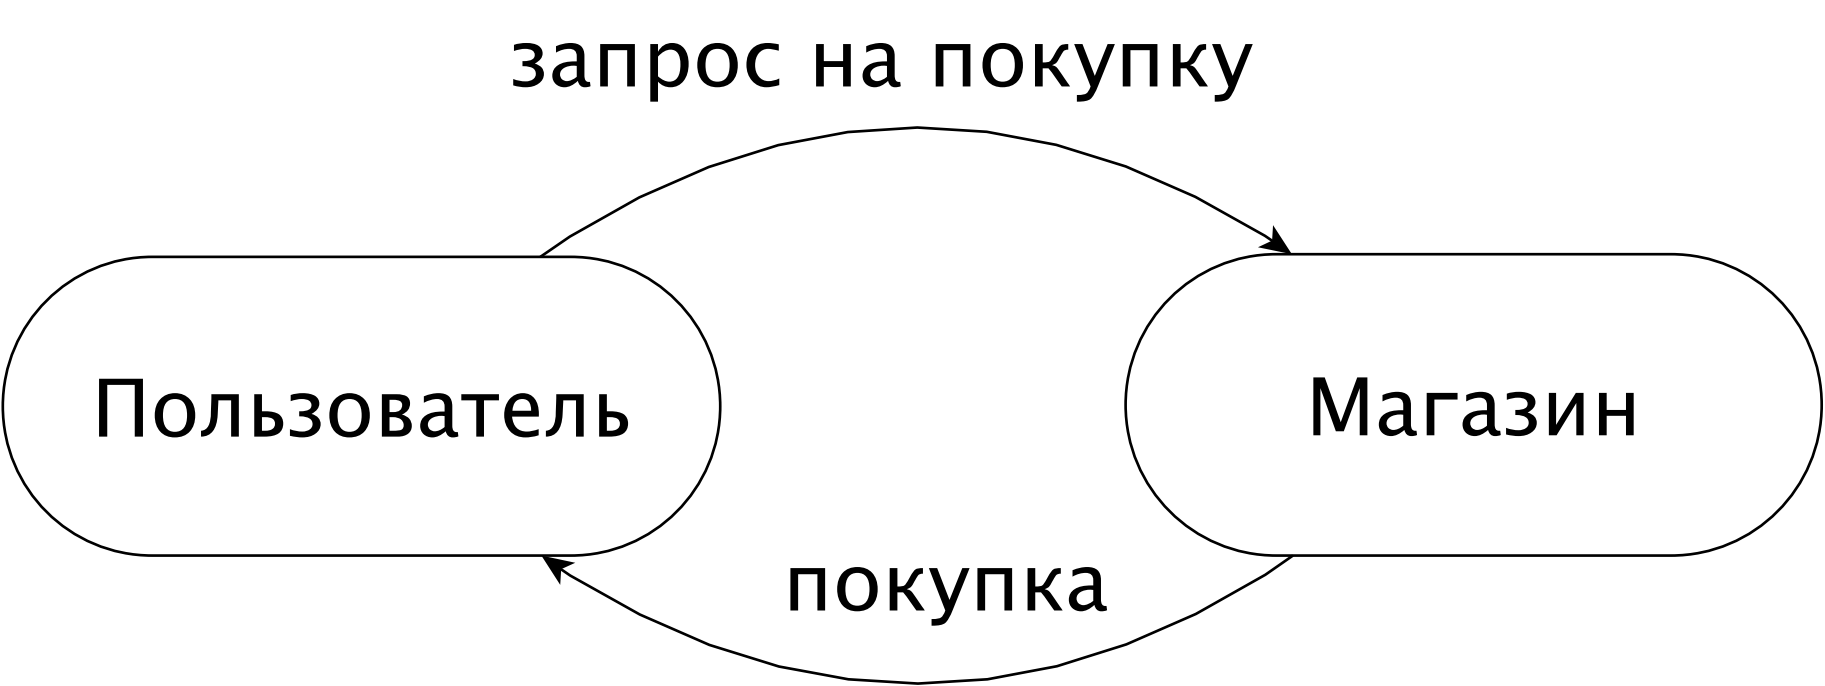 запрос на покупку
Пользователь
Магазин
покупка